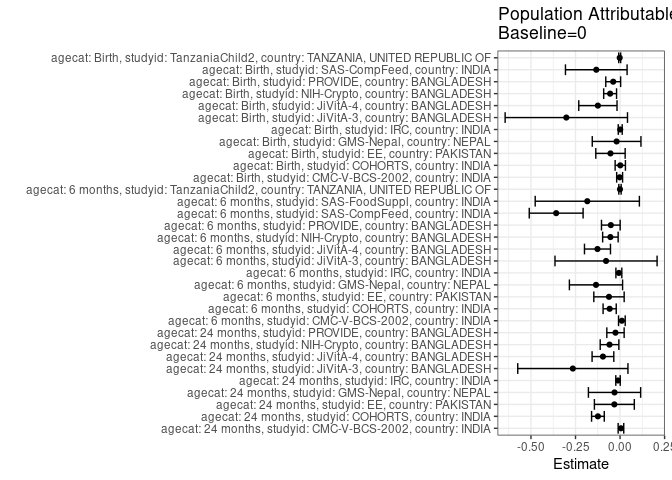 Population Attributable
Baseline=0
agecat: Birth, studyid: TanzaniaChild2, country: TANZANIA, UNITED REPUBLIC OF
agecat: Birth, studyid: SAS-CompFeed, country: INDIA
agecat: Birth, studyid: PROVIDE, country: BANGLADESH
agecat: Birth, studyid: NIH-Crypto, country: BANGLADESH
agecat: Birth, studyid: JiVitA-4, country: BANGLADESH
agecat: Birth, studyid: JiVitA-3, country: BANGLADESH
agecat: Birth, studyid: IRC, country: INDIA
agecat: Birth, studyid: GMS-Nepal, country: NEPAL
agecat: Birth, studyid: EE, country: PAKISTAN
agecat: Birth, studyid: COHORTS, country: INDIA
agecat: Birth, studyid: CMC-V-BCS-2002, country: INDIA
agecat: 6 months, studyid: TanzaniaChild2, country: TANZANIA, UNITED REPUBLIC OF
agecat: 6 months, studyid: SAS-FoodSuppl, country: INDIA
agecat: 6 months, studyid: SAS-CompFeed, country: INDIA
agecat: 6 months, studyid: PROVIDE, country: BANGLADESH
agecat: 6 months, studyid: NIH-Crypto, country: BANGLADESH
agecat: 6 months, studyid: JiVitA-4, country: BANGLADESH
agecat: 6 months, studyid: JiVitA-3, country: BANGLADESH
agecat: 6 months, studyid: IRC, country: INDIA
agecat: 6 months, studyid: GMS-Nepal, country: NEPAL
agecat: 6 months, studyid: EE, country: PAKISTAN
agecat: 6 months, studyid: COHORTS, country: INDIA
agecat: 6 months, studyid: CMC-V-BCS-2002, country: INDIA
agecat: 24 months, studyid: PROVIDE, country: BANGLADESH
agecat: 24 months, studyid: NIH-Crypto, country: BANGLADESH
agecat: 24 months, studyid: JiVitA-4, country: BANGLADESH
agecat: 24 months, studyid: JiVitA-3, country: BANGLADESH
agecat: 24 months, studyid: IRC, country: INDIA
agecat: 24 months, studyid: GMS-Nepal, country: NEPAL
agecat: 24 months, studyid: EE, country: PAKISTAN
agecat: 24 months, studyid: COHORTS, country: INDIA
agecat: 24 months, studyid: CMC-V-BCS-2002, country: INDIA
-0.50 -0.25 0.00 0.25
Estimate